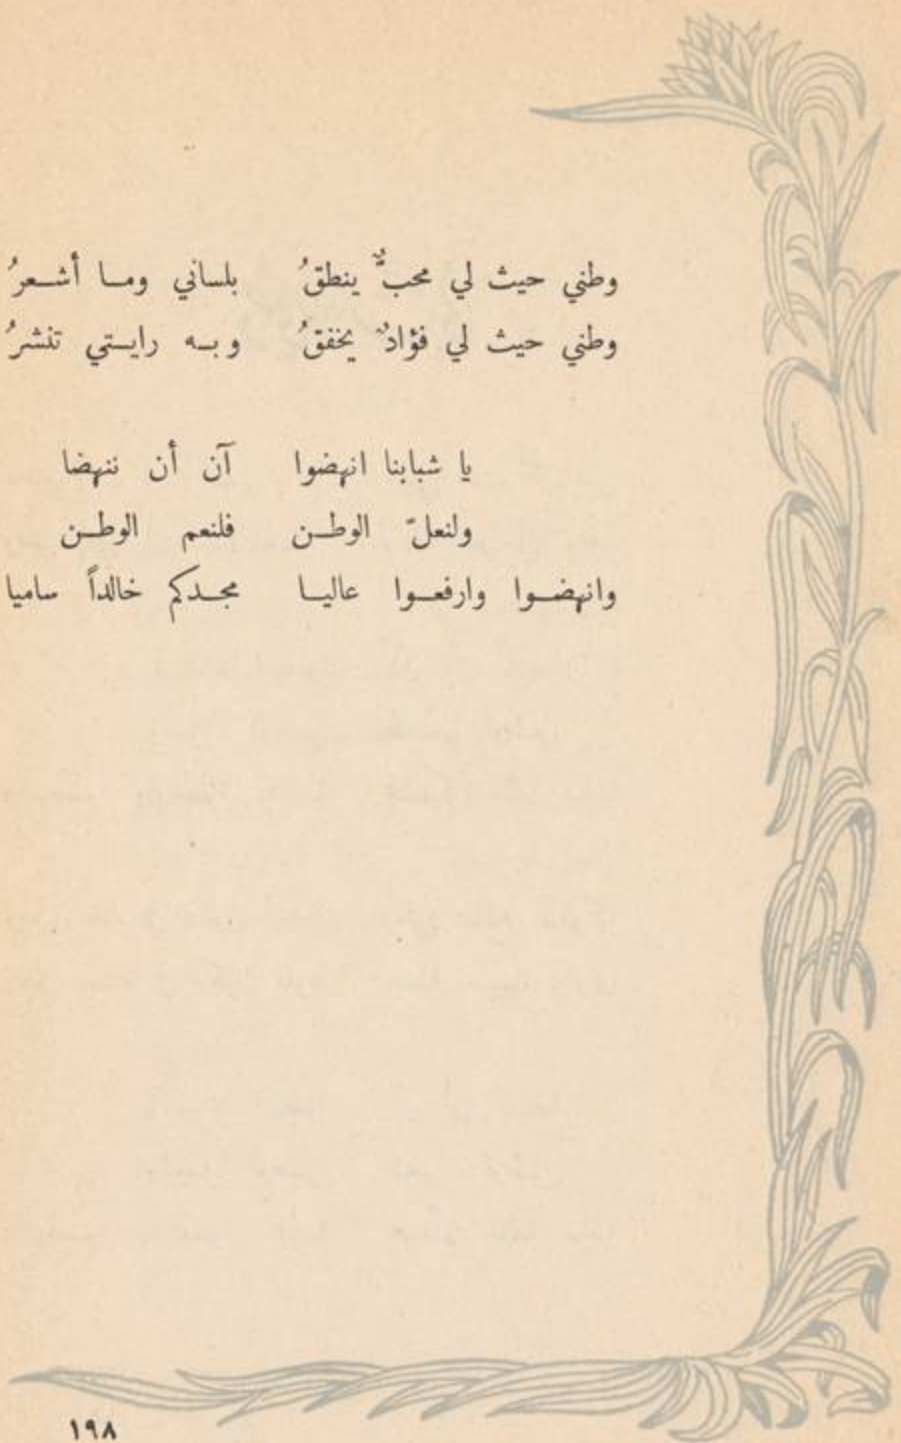 وطني حيث لي محبٌّ ينطقُ بلساني وما أشعرُ
وطني حيث لي فؤادٌ يخفقُ وبه رايتي تنشرُ
يا شبابنا انهضوا آن أن ننهضا
ولنعلّ الوطن فلنعم الوطن
وانهضوا وارفعوا عاليا مجدكم خالداً ساميا
١٩٨